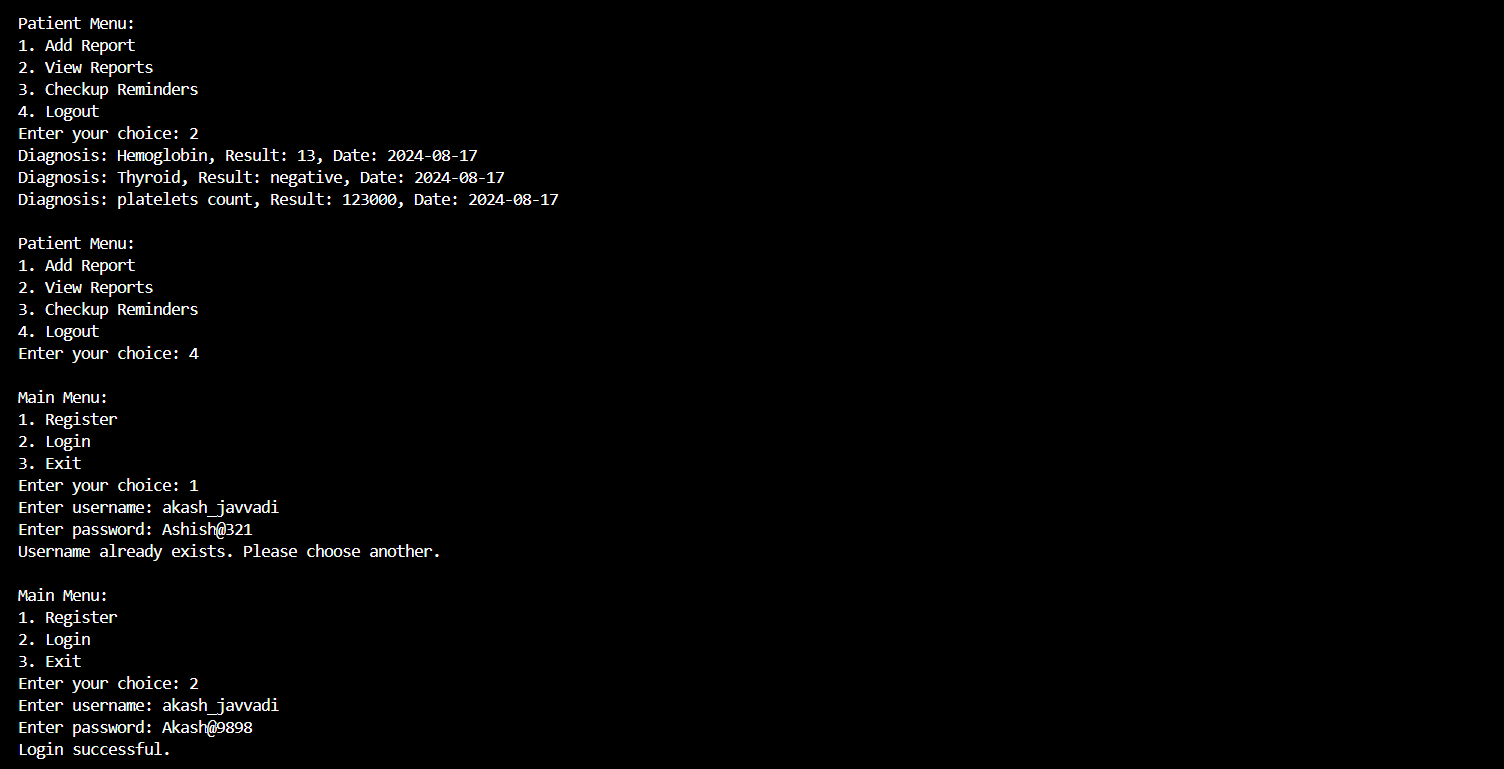 Patient Menu:
1. Add Report
2. View Reports
3. Checkup Reminders
4. Logout
Enter your choice: 2
Diagnosis: Hemoglobin, Result: 13, Date: 2024-08-17
Diagnosis: Thyroid, Result: negative, Date: 2024-08-17
Diagnosis: platelets count, Result: 123000, Date: 2024-08-17

Patient Menu:
1. Add Report
2. View Reports
3. Checkup Reminders
4. Logout
Enter your choice: 4

Main Menu:
1. Register
2. Login
3. Exit
Enter your choice: 1
Enter username: akash_javvadi
Enter password: Ashish@321
Username already exists. Please choose another.

Main Menu:
1. Register
2. Login
3. Exit
Enter your choice: 2
Enter username: akash_javvadi
Enter password: Akash@9898
Login successful.